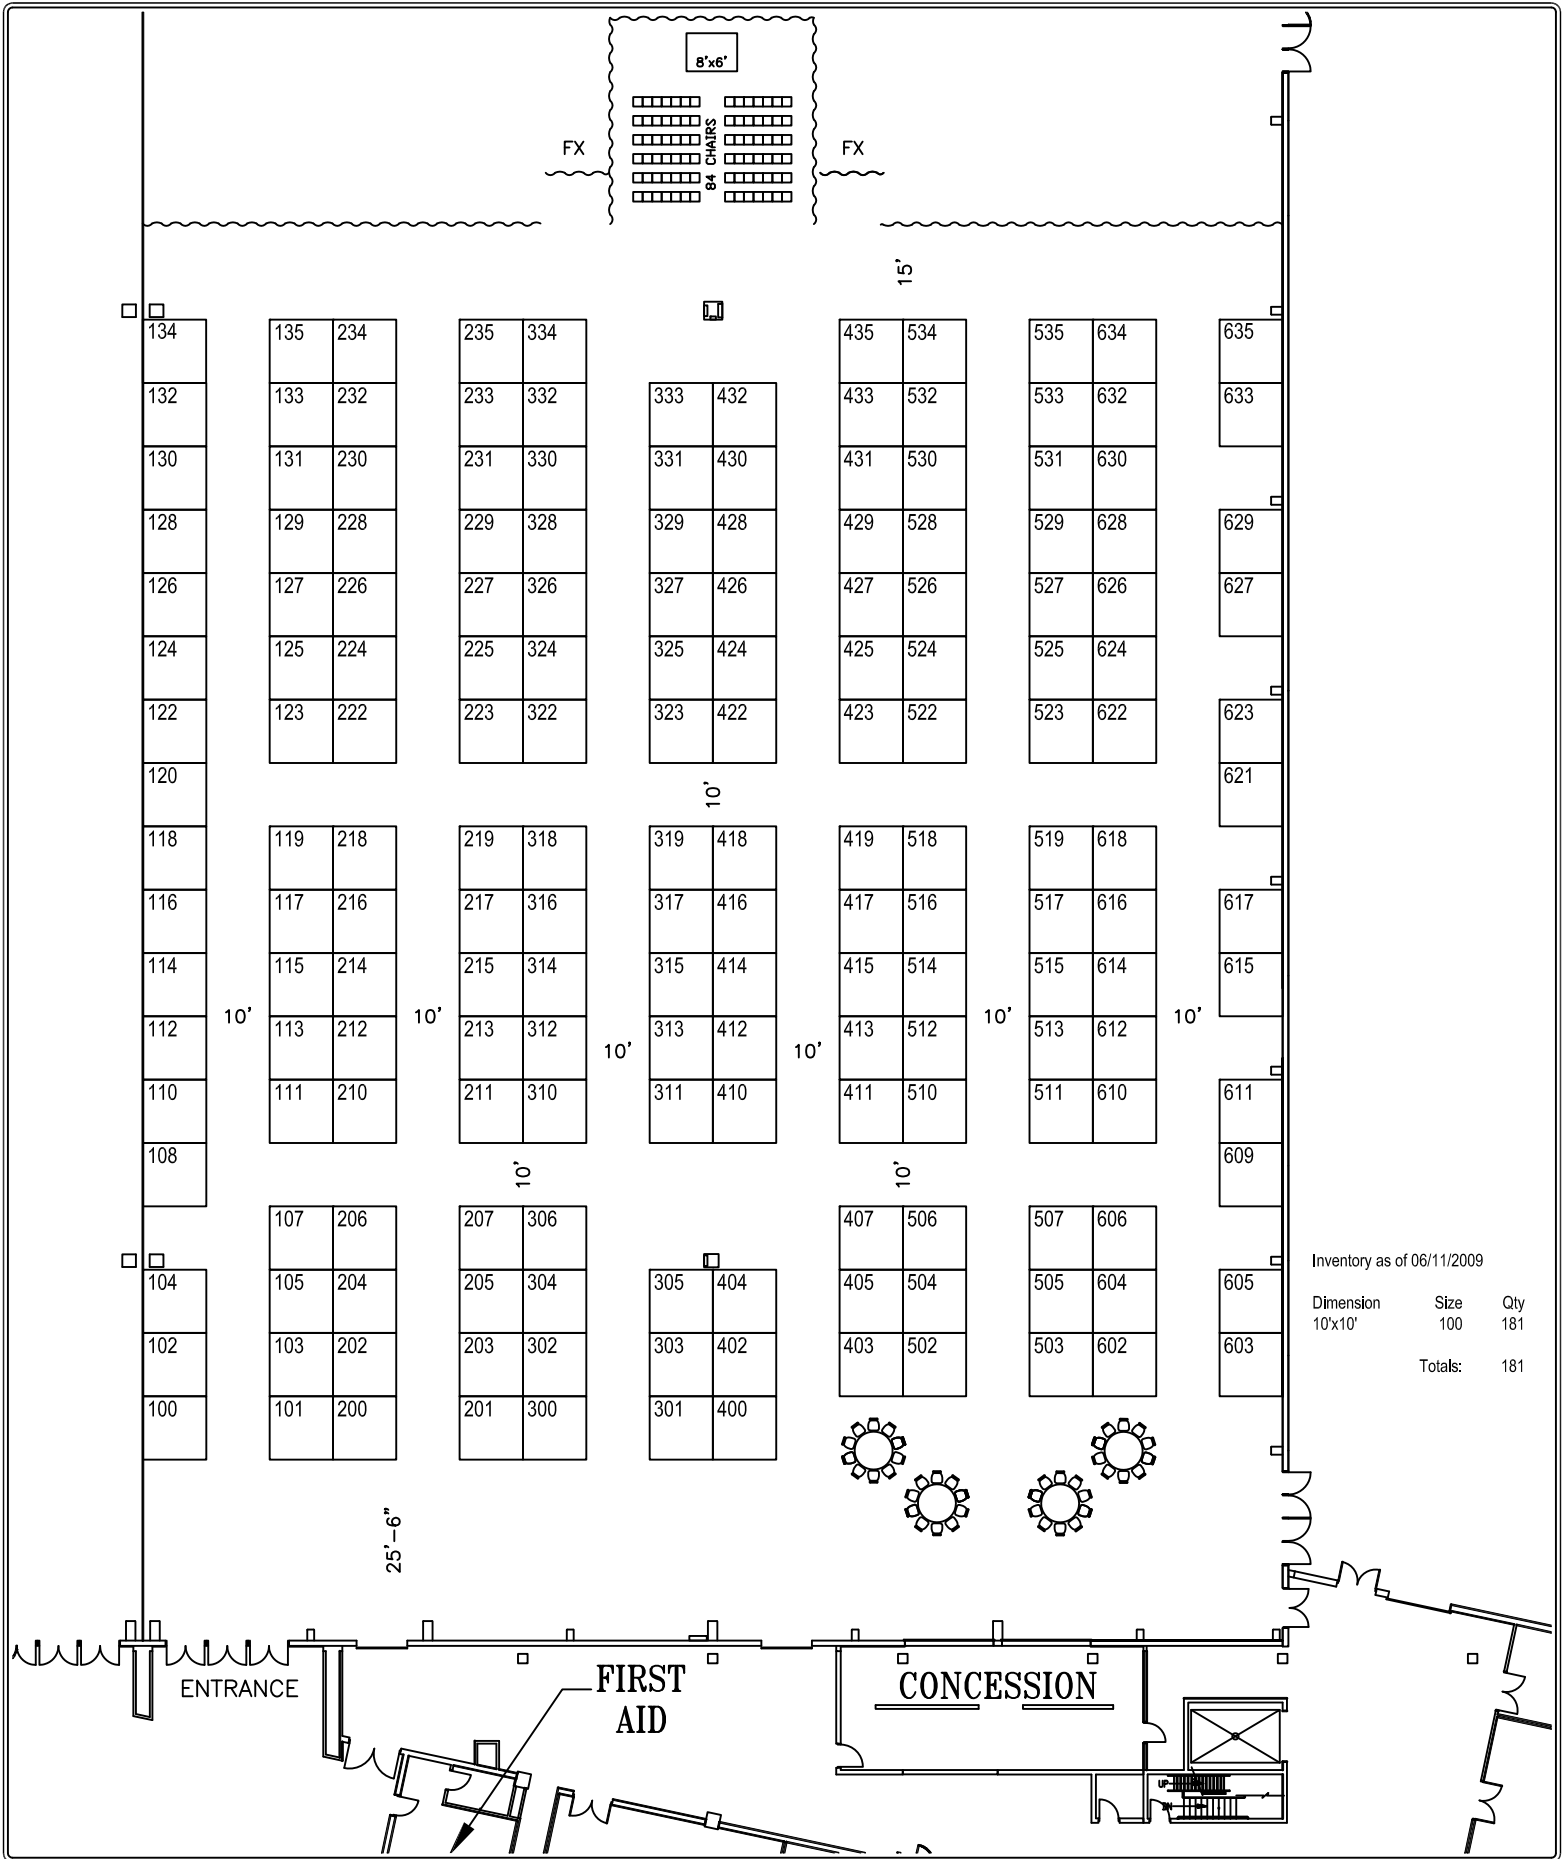 8'x6'
84 CHAIRS
FX FX
15'
134 135 234 235 334 435 534 535 634 635
132 133 232 233 332 333 432 433 532 533 632 633
130 131 230 231 330 331 430 431 530 531 630
128 129 228 229 328 329 428 429 528 529 628 629
126 127 226 227 326 327 426 427 526 527 626 627
124 125 224 225 324 325 424 425 524 525 624
122 123 222 223 322 323 422 423 522 523 622 623
120 10' 621
118 119 218 219 318 319 418 419 518 519 618
116 117 216 217 316 317 416 417 516 517 616 617
114 115 214 215 314 315 414 415 514 515 614 615
10' 10' 10' 10'
112 113 212 213 312 313 412 413 512 513 612
10' 10'
110 111 210 211 310 311 410 411 510 511 610 611
108 10' 10' 609
107 206 207 306 407 506 507 606
104 105 204 205 304 305 404 405 504 505 604 605
102 103 202 203 302 303 402 403 502 503 602 603
100 101 200 201 300 301 400
Inventory as of 06/11/2009
Dimension Size Qty
10'x10' 100 181
Totals: 181
25'-6"
ENTRANCE
FIRST
AID
CONCESSION
UP
DN